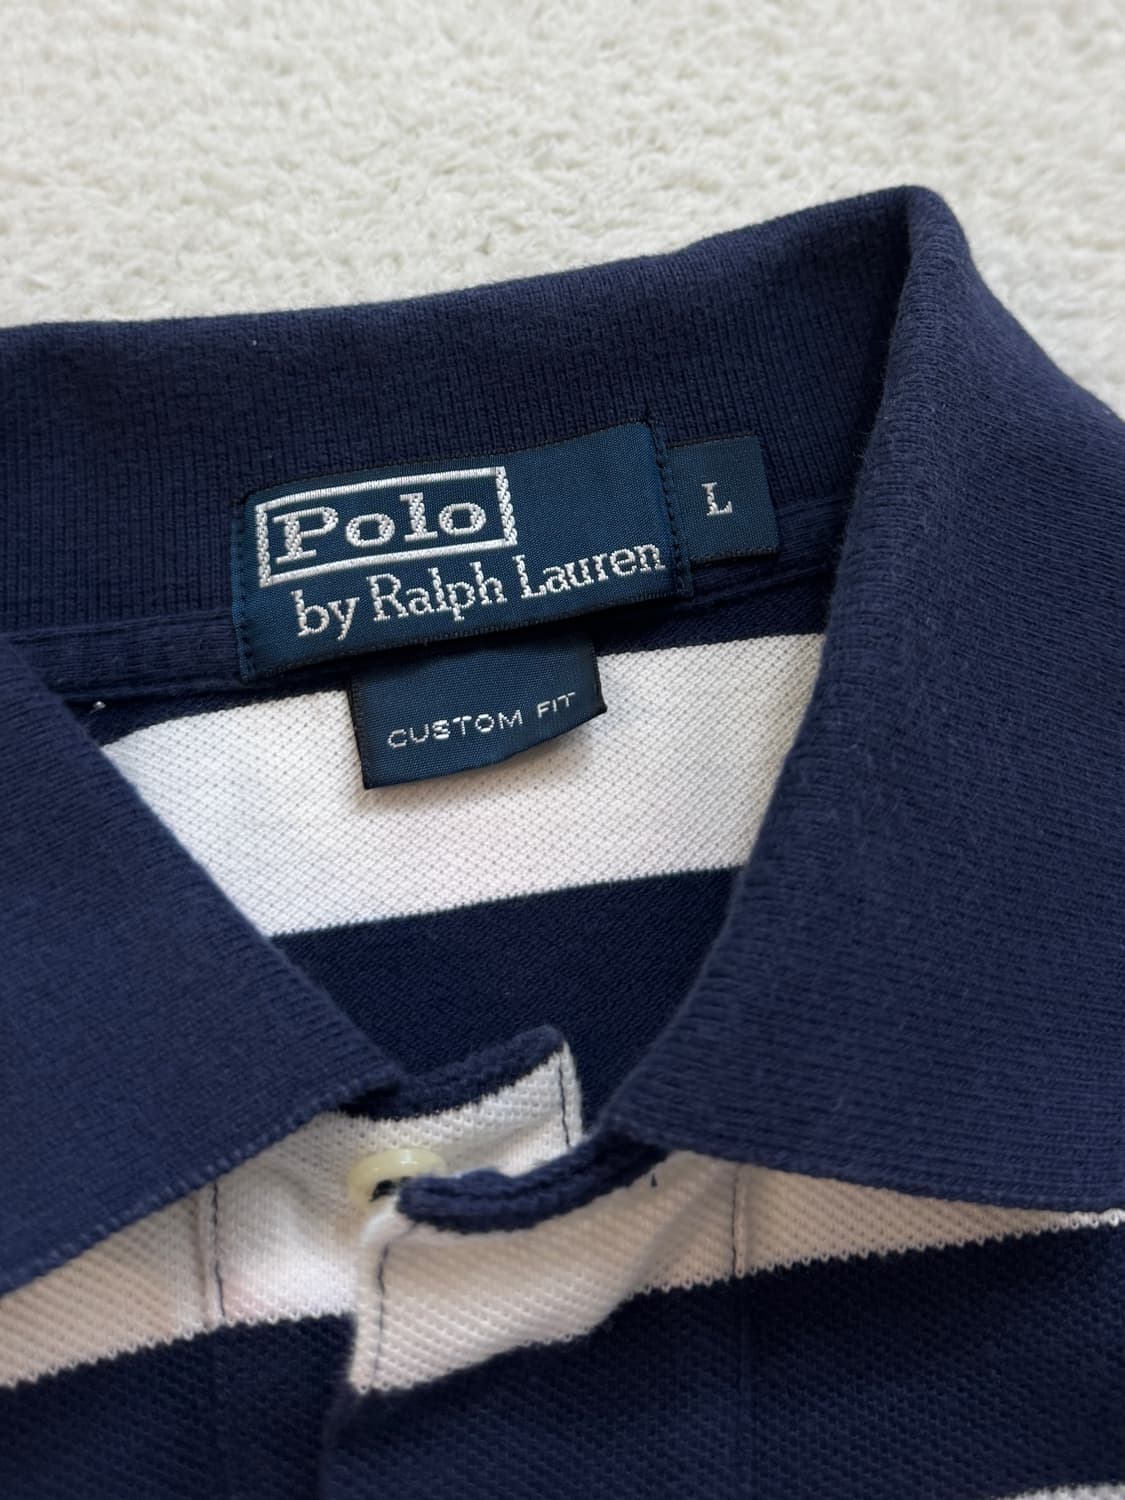 Polo
by Ralph Lauren
L
CUSTOM FIT